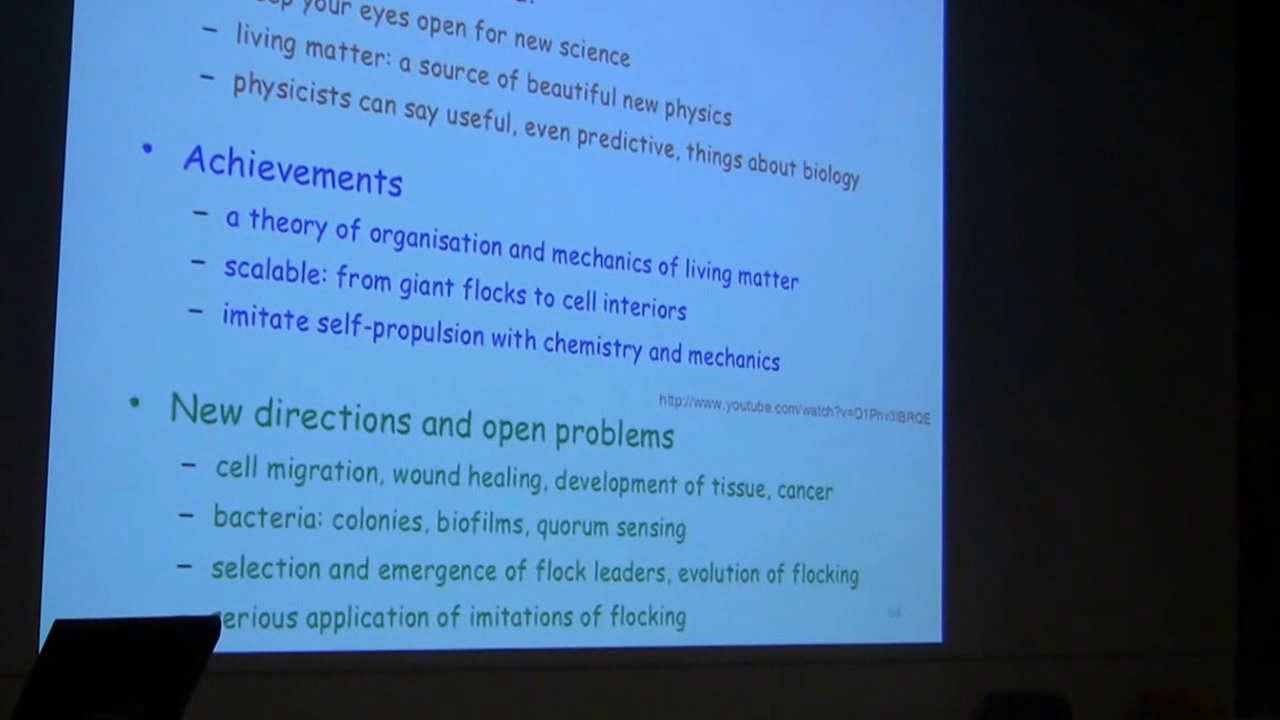 your eyes open for new science
– living matter: a source of beautiful new physics
– physicists can say useful, even predictive, things about biology
• Achievements
– a theory of organisation and mechanics of living matter
– scalable: from giant flocks to cell interiors
– imitate self-propulsion with chemistry and mechanics
http://www.youtube.com/watch?v=
• New directions and open problems
– cell migration, wound healing, development of tissue, cancer
– bacteria: colonies, biofilms, quorum sensing
– selection and emergence of flock leaders, evolution of flocking
serious application of imitations of flocking